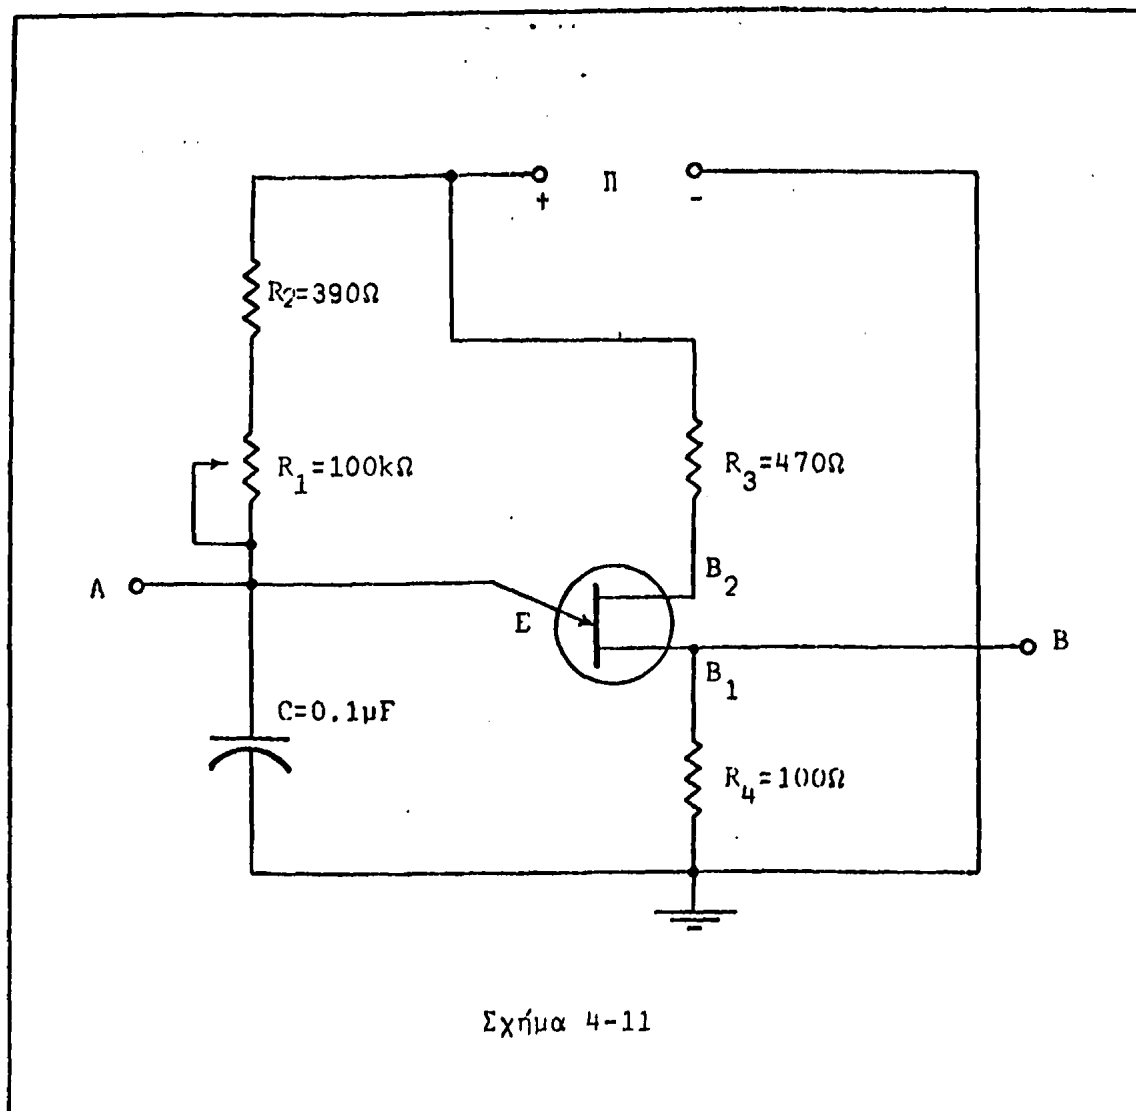 Π
+ -
R2=390Ω
R1=100kΩ
R3=470Ω
A
B2
E
B
B1
C=0.1μF
R4=100Ω
Σχήμα 4-11